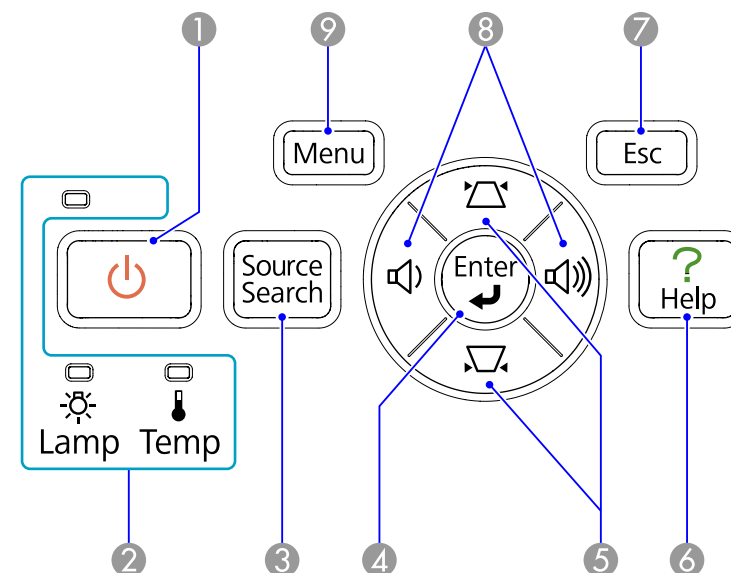 1 9 8 7
Menu
Esc
Source
Search
Enter
?
Help
Lamp Temp
2 3 4 5 6